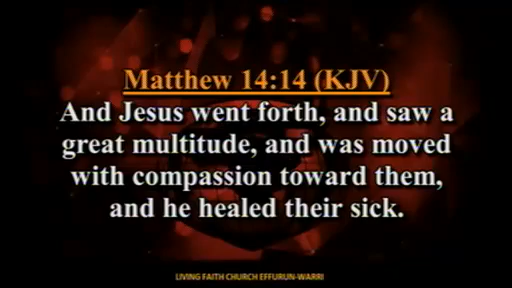 Matthew 14:14 (KJV)
And Jesus went forth, and saw a
great multitude, and was moved
with compassion toward them,
and he healed their sick.
LIVING FAITH CHURCH EFFURUN-WARRI